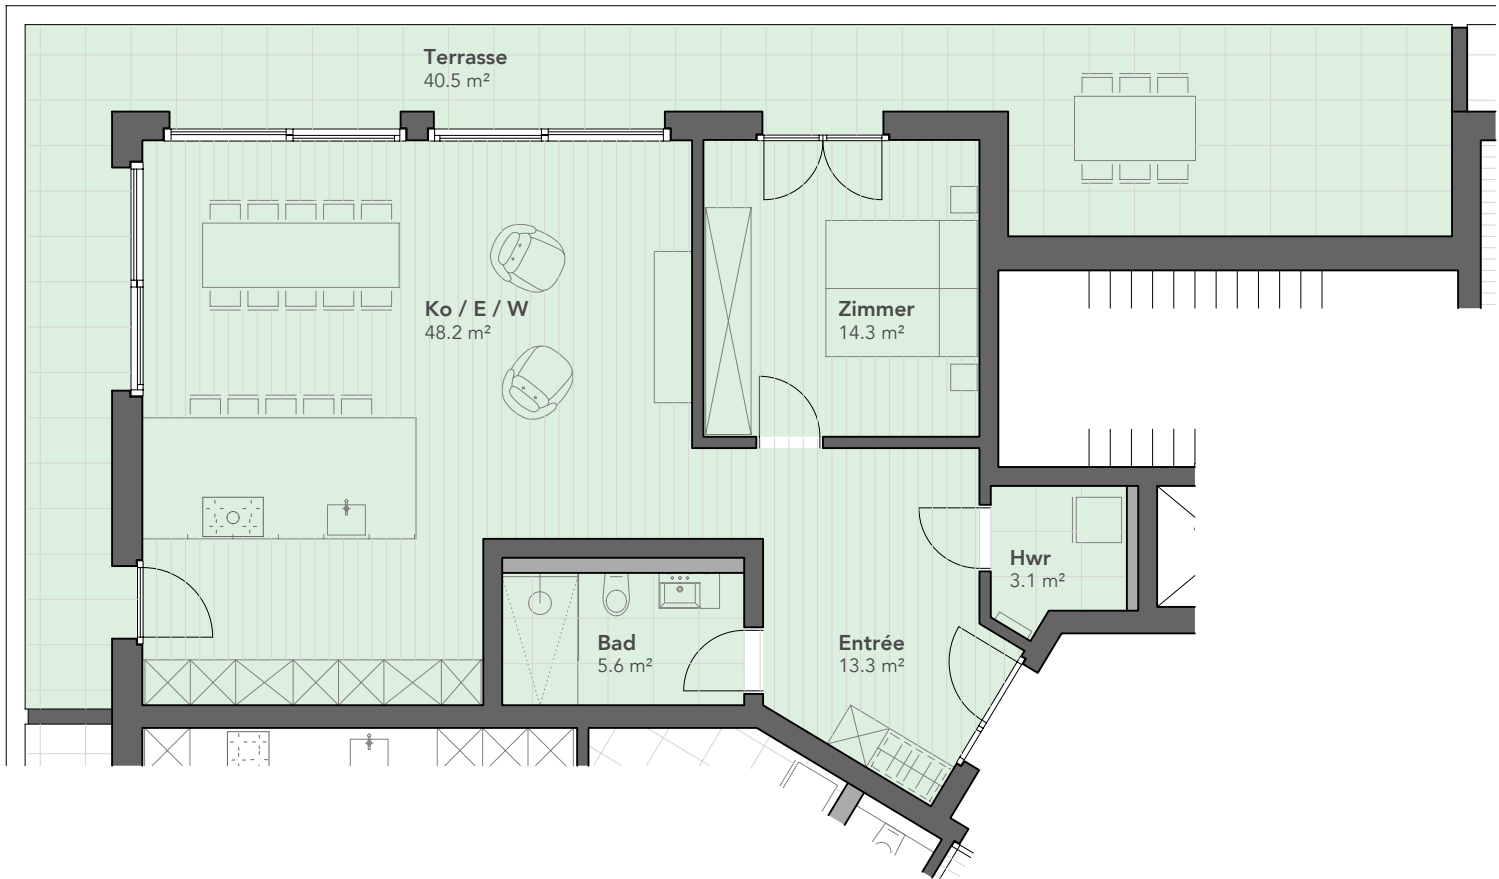 Terrasse
40.5 m²
Ko / E / W
48.2 m²
Zimmer
14.3 m²
Hwr
3.1 m²
Bad
5.6 m²
Entrée
13.3 m²